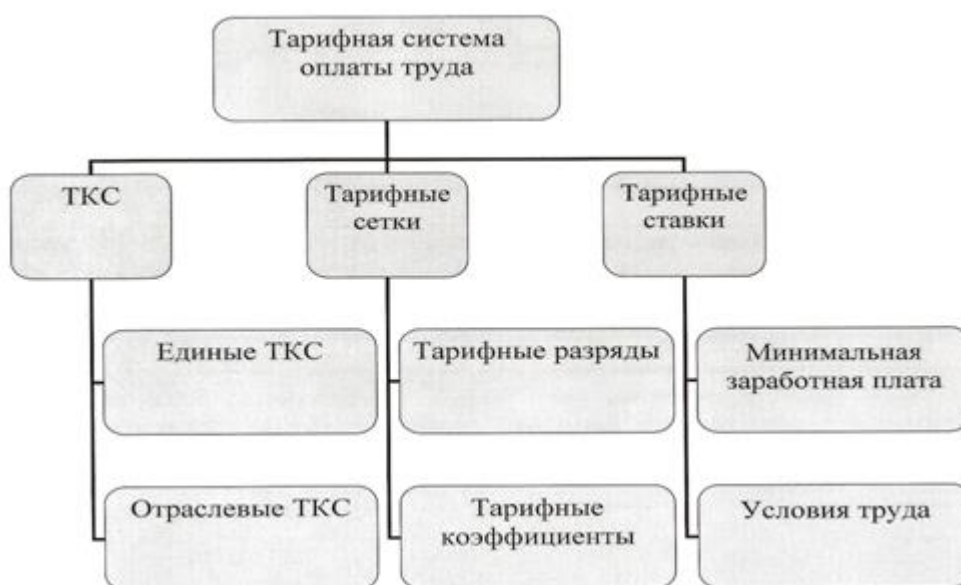 Тарифная система
оплаты труда
ТКС
Тарифные
сетки
Тарифные
ставки
Единые ТКС
Тарифные разряды
Минимальная
заработная плата
Отраслевые ТКС
Тарифные
коэффициенты
Условия труда